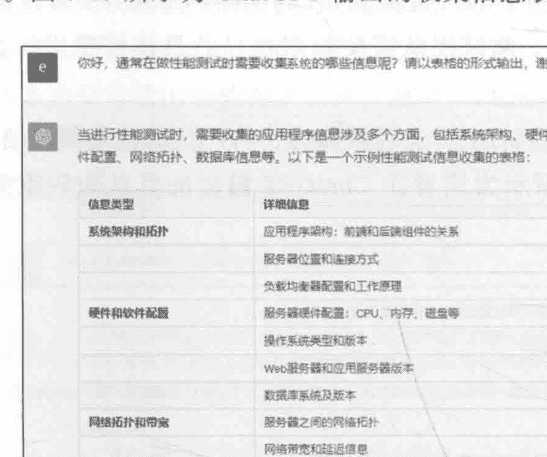 e
你好，通常在做性能测试时需要收集系统的哪些信息呢？请以表格的形式输出，谢
当进行性能测试时，需要收集的应用程序信息涉及多个方面，包括系统架构、硬件
件配置、网络拓扑、数据库信息等。以下是一个示例性能测试信息收集的表格：
信息类型 详细信息
系统架构和拓扑 应用程序架构：前端和后端组件的关系
服务器位置和连接方式
负载均衡器配置和工作原理
硬件和软件配置 服务器硬件配置：CPU、内存、磁盘等
操作系统类型和版本
Web服务器和应用服务器版本
数据库系统及版本
网络拓扑和带宽 服务器之间的网络拓扑
网络带宽和延迟信息